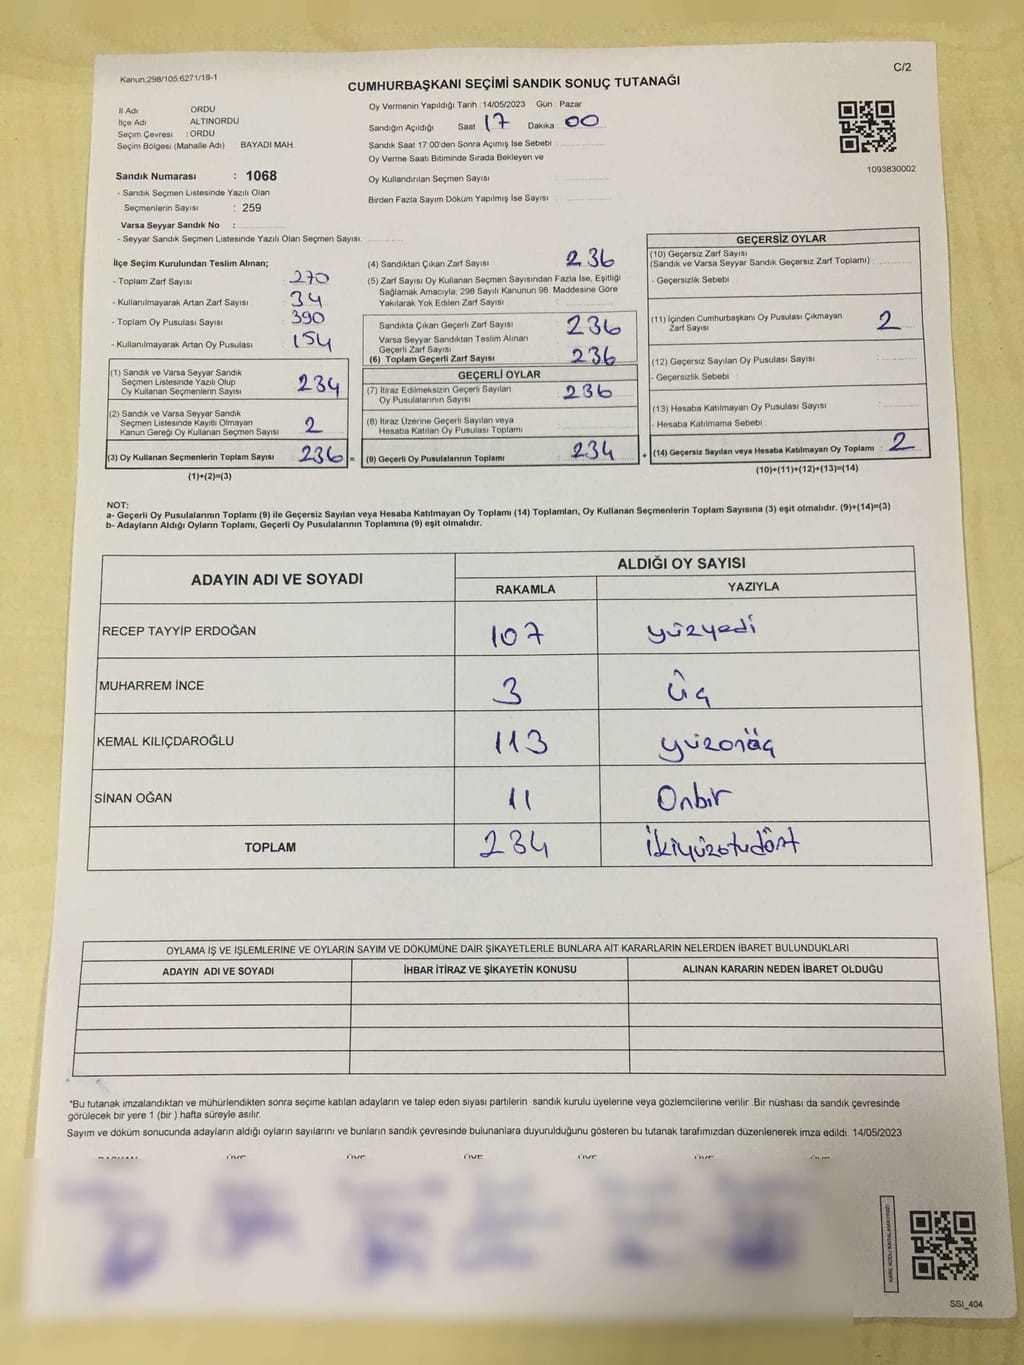 Kanun;298/105;6271/18-1
C/2
CUMHURBAŞKANI SEÇİMİ SANDIK SONUÇ TUTANAĞI
İl Adı ORDU
İlçe Adı ALTINORDU
Seçim Çevresi : ORDU
Seçim Bölgesi (Mahalle Adı) BAYADI MAH.
Sandık Numarası : 1068
- Sandık Seçmen Listesinde Yazılı Olan
Seçmenlerin Sayısı : 259
Varsa Seyyar Sandık No :
- Seyyar Sandık Seçmen Listesinde Yazılı Olan Seçmen Sayısı:
Oy Vermenin Yapıldığı Tarih : 14/05/2023 Gün : Pazar
Sandığın Açıldığı Saat 17 Dakika 00
Sandık Saat 17:00'den Sonra Açımış İse Sebebi
Oy Verme Saati Bitiminde Sırada Bekleyen ve
Oy Kullandırılan Seçmen Sayısı
Birden Fazla Sayım Döküm Yapılmış İse Sayısı
1093830002
İlçe Seçim Kurulundan Teslim Alınan;
- Toplam Zarf Sayısı 270
- Kullanılmayarak Artan Zarf Sayısı 34
- Toplam Oy Pusulası Sayısı 390
- Kullanılmayarak Artan Oy Pusulası 154
(1) Sandık ve Varsa Seyyar Sandık
Seçmen Listesinde Yazılı Olup
Oy Kullanan Seçmenlerin Sayısı 234
(2) Sandık ve Varsa Seyyar Sandık
Seçmen Listesinde Kayıtlı Olmayan
Kanun Gereği Oy Kullanan Seçmen Sayısı 2
(3) Oy Kullanan Seçmenlerin Toplam Sayısı 236 =
(1)+(2)=(3)
(4) Sandıktan Çıkan Zarf Sayısı 236
(5) Zarf Sayısı Oy Kullanan Seçmen Sayısından Fazla İse, Eşitliği
Sağlamak Amacıyla; 298 Sayılı Kanunun 98. Maddesine Göre
Yakılarak Yok Edilen Zarf Sayısı
Sandıkta Çıkan Geçerli Zarf Sayısı 236
Varsa Seyyar Sandıktan Teslim Alınan
Geçerli Zarf Sayısı
(6) Toplam Geçerli Zarf Sayısı 236
GEÇERLİ OYLAR
(7) İtiraz Edilmeksizin Geçerli Sayılan
Oy Pusulalarının Sayısı 236
(8) İtiraz Üzerine Geçerli Sayılan veya
Hesaba Katılan Oy Pusulası Toplamı
(9) Geçerli Oy Pusulalarının Toplamı 234 +
GEÇERSİZ OYLAR
(10) Geçersiz Zarf Sayısı
(Sandık ve Varsa Seyyar Sandık Geçersiz Zarf Toplamı) :
- Geçersizlik Sebebi
(11) İçinden Cumhurbaşkanı Oy Pusulası Çıkmayan
Zarf Sayısı 2
(12) Geçersiz Sayılan Oy Pusulası Sayısı :
- Geçersizlik Sebebi :
(13) Hesaba Katılmayan Oy Pusulası Sayısı :
- Hesaba Katılmama Sebebi :
(14) Geçersiz Sayılan veya Hesaba Katılmayan Oy Toplamı : 2
(10)+(11)+(12)+(13)=(14)
NOT:
a- Geçerli Oy Pusulalarının Toplamı (9) ile Geçersiz Sayılan veya Hesaba Katılmayan Oy Toplamı (14) Toplamları, Oy Kullanan Seçmenlerin Toplam Sayısına (3) eşit olmalıdır. (9)+(14)=(3)
b- Adayların Aldığı Oyların Toplamı, Geçerli Oy Pusulalarının Toplamına (9) eşit olmalıdır.
ADAYIN ADI VE SOYADI ALDIĞI OY SAYISI
RAKAMLA YAZIYLA
RECEP TAYYİP ERDOĞAN 107 yüzyedi
MUHARREM İNCE 3 üç
KEMAL KILIÇDAROĞLU 113 yüzonüç
SİNAN OĞAN 11 Onbir
TOPLAM 234 İkiyüzotudört
OYLAMA İŞ VE İŞLEMLERİNE VE OYLARIN SAYIM VE DÖKÜMÜNE DAİR ŞİKAYETLERLE BUNLARA AİT KARARLARIN NELERDEN İBARET BULUNDUKLARI
ADAYIN ADI VE SOYADI İHBAR İTİRAZ VE ŞİKAYETİN KONUSU ALINAN KARARIN NEDEN İBARET OLDUĞU
"Bu tutanak imzalandıktan ve mühürlendikten sonra seçime katılan adayların ve talep eden siyasi partilerin sandık kurulu üyelerine veya gözlemcilerine verilir. Bir nüshası da sandık çevresinde
görülecek bir yere 1 (bir ) hafta süreyle asılır.
Sayım ve döküm sonucunda adayların aldığı oyların sayılarını ve bunların sandık çevresinde bulunanlara duyurulduğunu gösteren bu tutanak tarafımızdan düzenlenerek imza edildi. 14/05/2023
KARE KODU KARALAMAYINIZ!
SSI_404